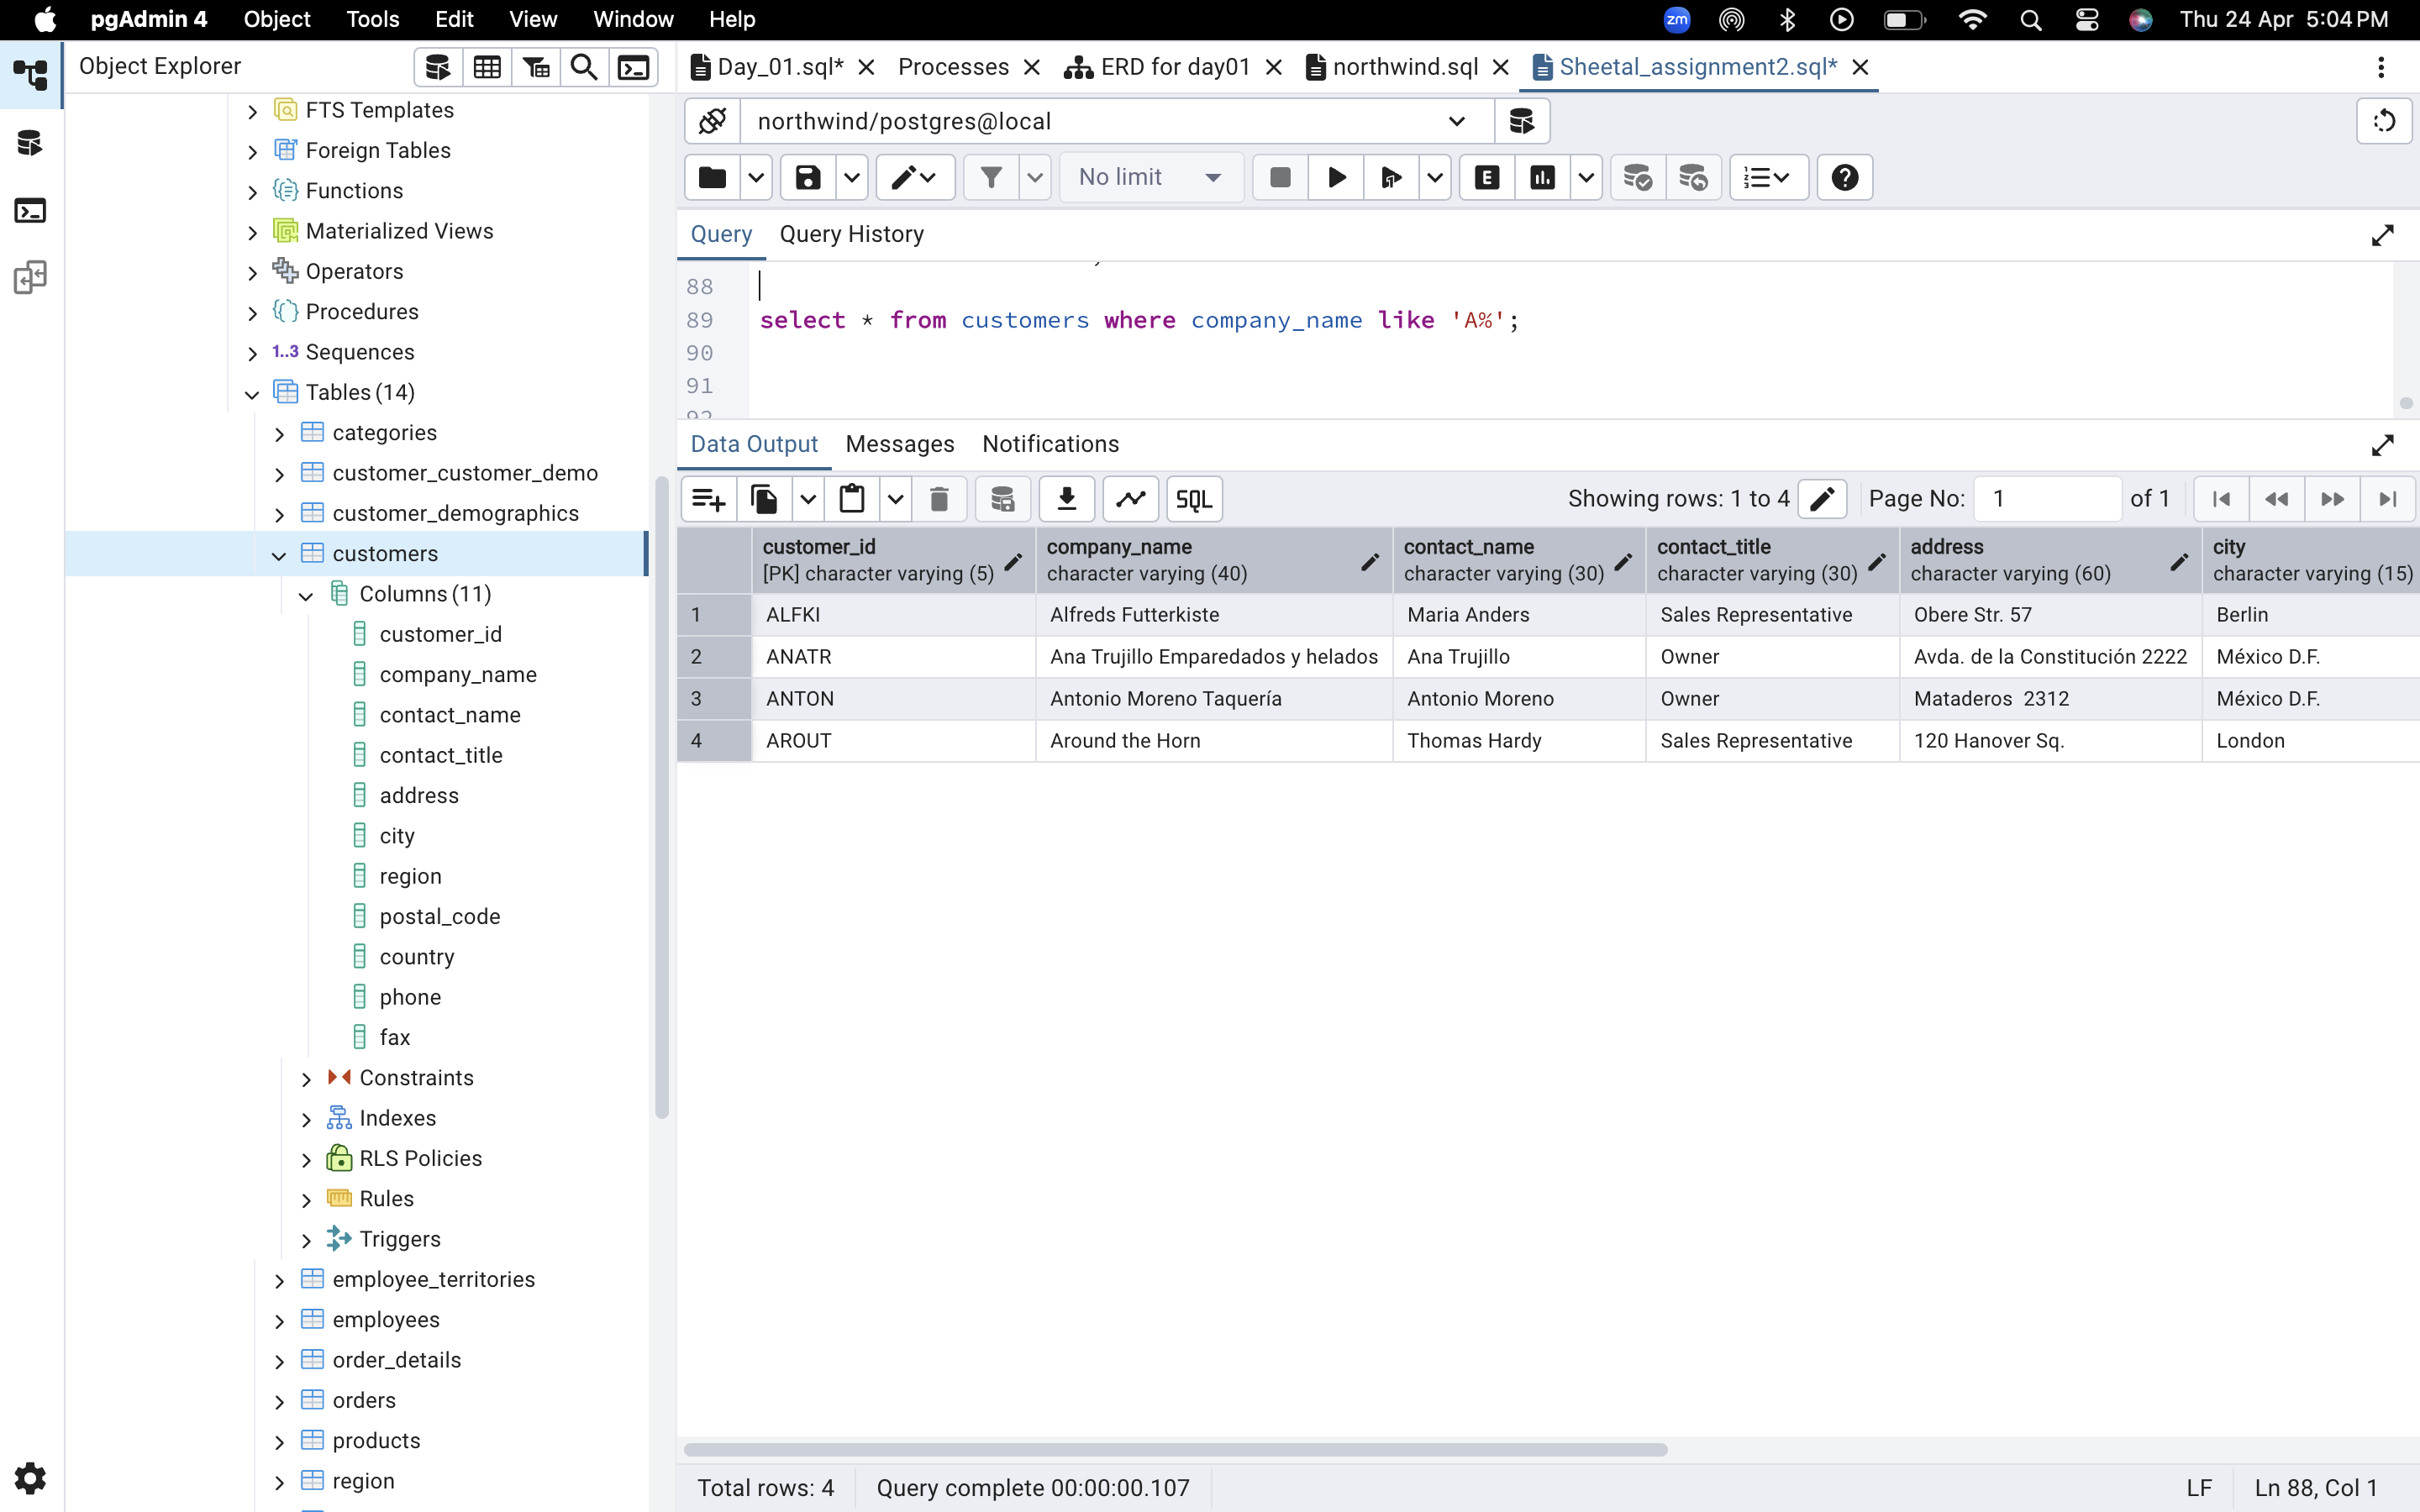 pgAdmin 4 Object Tools Edit View Window Help zm Thu 24 Apr 5:04 PM
Object Explorer
Day_01.sql* Processes ERD for day01 northwind.sql Sheetal_assignment2.sql*
northwind/postgres@local
No limit
E
Query Query History
FTS Templates
Foreign Tables
Functions
Materialized Views
Operators
Procedures
1..3 Sequences
Tables (14)
categories
customer_customer_demo
customer_demographics
customers
Columns (11)
customer_id
company_name
contact_name
contact_title
address
city
region
postal_code
country
phone
fax
Constraints
Indexes
RLS Policies
Rules
Triggers
employee_territories
employees
order_details
orders
products
region
88
89 select * from customers where company_name like 'A%';
90
91
92
Data Output Messages Notifications
SQL Showing rows: 1 to 4 Page No: 1 of 1
customer_id company_name contact_name contact_title address city
[PK] character varying (5) character varying (40) character varying (30) character varying (30) character varying (60) character varying (15)
1 ALFKI Alfreds Futterkiste Maria Anders Sales Representative Obere Str. 57 Berlin
2 ANATR Ana Trujillo Emparedados y helados Ana Trujillo Owner Avda. de la Constitución 2222 México D.F.
3 ANTON Antonio Moreno Taquería Antonio Moreno Owner Mataderos  2312 México D.F.
4 AROUT Around the Horn Thomas Hardy Sales Representative 120 Hanover Sq. London
Total rows: 4 Query complete 00:00:00.107 LF Ln 88, Col 1